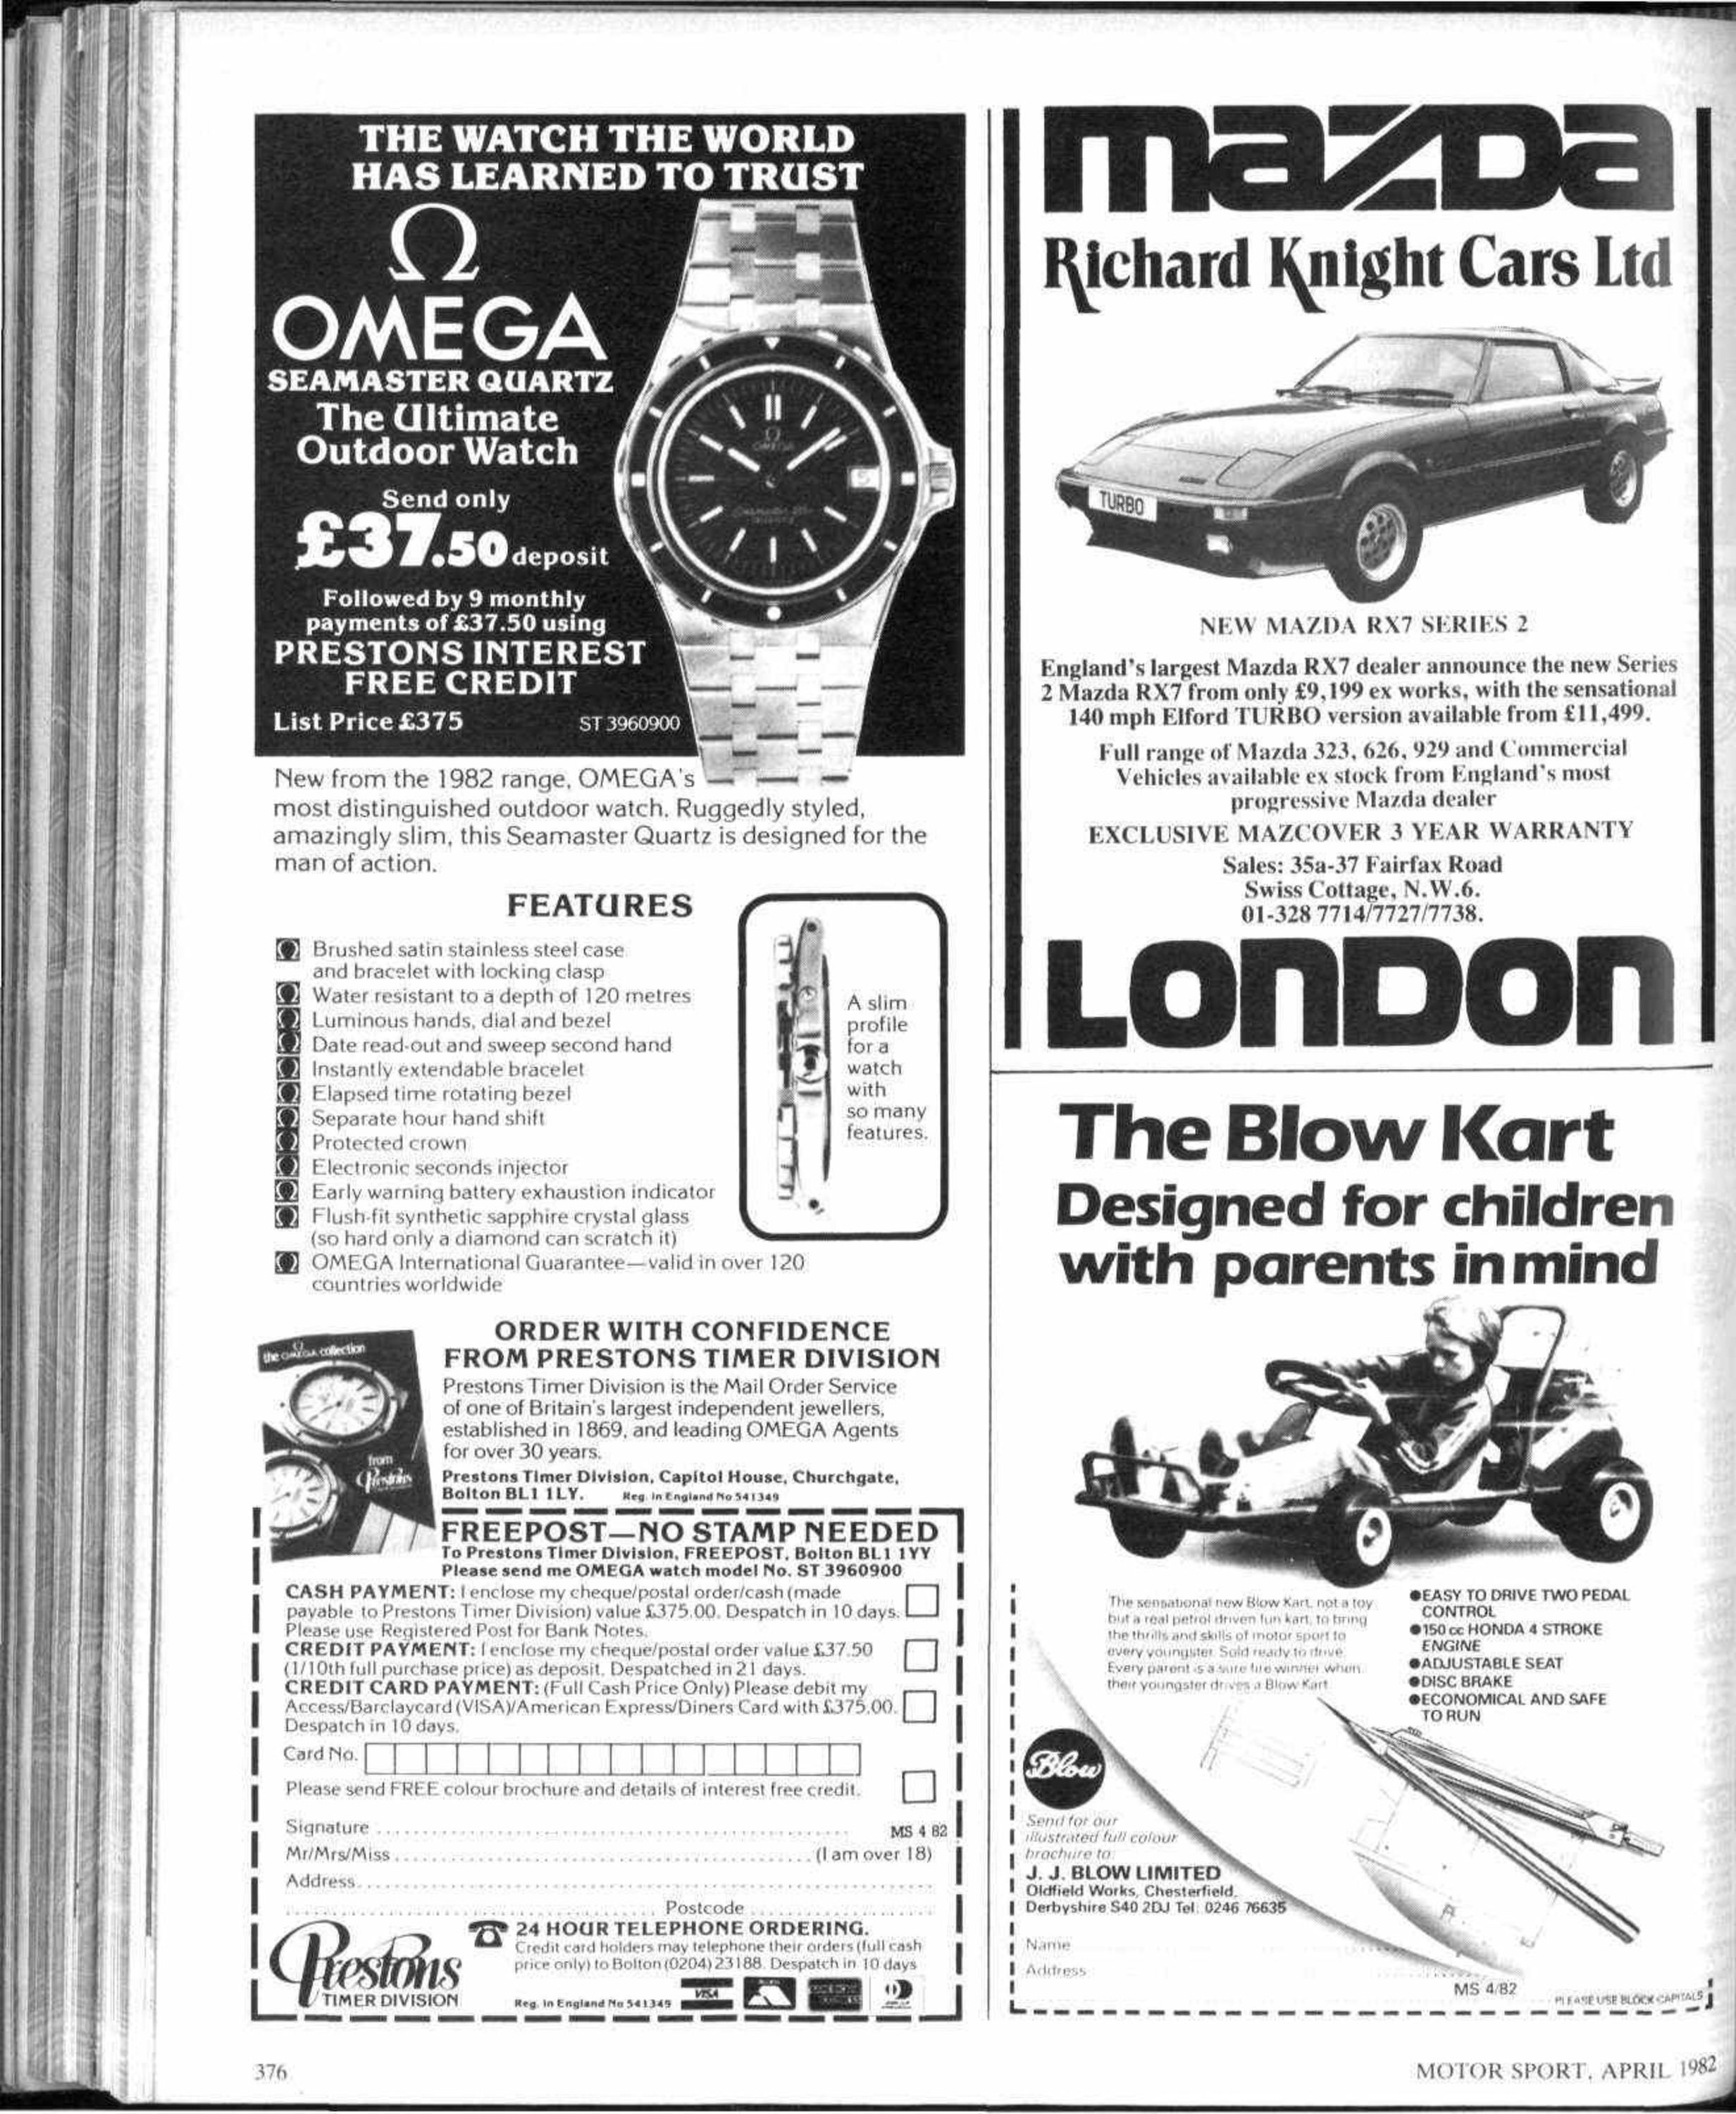 THE WATCH THE WORLD
HAS LEARNED TO TRUST
Ω
OMEGA
SEAMASTER QUARTZ
The Ultimate
Outdoor Watch
Send only
£37.50 deposit
Followed by 9 monthly
payments of £37.50 using
PRESTONS INTEREST
FREE CREDIT
List Price £375 ST 3960900
New from the 1982 range, OMEGA's
most distinguished outdoor watch. Ruggedly styled,
amazingly slim, this Seamaster Quartz is designed for the
man of action.
FEATURES
Brushed satin stainless steel case
and bracelet with locking clasp
Water resistant to a depth of 120 metres
Luminous hands, dial and bezel
Date read-out and sweep second hand
Instantly extendable bracelet
Elapsed time rotating bezel
Separate hour hand shift
Protected crown
Electronic seconds injector
Early warning battery exhaustion indicator
Flush-fit synthetic sapphire crystal glass
(so hard only a diamond can scratch it)
OMEGA International Guarantee—valid in over 120
countries worldwide
A slim
profile
for a
watch
with
so many
features.
the OMEGA collection
from
Prestons
ORDER WITH CONFIDENCE
FROM PRESTONS TIMER DIVISION
Prestons Timer Division is the Mail Order Service
of one of Britain's largest independent jewellers,
established in 1869, and leading OMEGA Agents
for over 30 years.
Prestons Timer Division, Capitol House, Churchgate,
Bolton BL1 1LY. Reg. in England No 541349
FREEPOST—NO STAMP NEEDED
To Prestons Timer Division, FREEPOST, Bolton BL1 1YY
Please send me OMEGA watch model No. ST 3960900
CASH PAYMENT: I enclose my cheque/postal order/cash (made
payable to Prestons Timer Division) value £375.00. Despatch in 10 days.
Please use Registered Post for Bank Notes.
CREDIT PAYMENT: I enclose my cheque/postal order value £37.50
(1/10th full purchase price) as deposit. Despatched in 21 days.
CREDIT CARD PAYMENT: (Full Cash Price Only) Please debit my
Access/Barclaycard (VISA)/American Express/Diners Card with £375.00.
Despatch in 10 days.
Card No.
Please send FREE colour brochure and details of interest free credit.
Signature MS 4 82
Mr/Mrs/Miss (I am over 18)
Address
Postcode
24 HOUR TELEPHONE ORDERING.
Credit card holders may telephone their orders (full cash
price only) to Bolton (0204) 23188. Despatch in 10 days
Prestons
TIMER DIVISION
Reg. in England No 541349
VISA
mazda
Richard Knight Cars Ltd
TURBO
NEW MAZDA RX7 SERIES 2
England's largest Mazda RX7 dealer announce the new Series
2 Mazda RX7 from only £9,199 ex works, with the sensational
140 mph Elford TURBO version available from £11,499.
Full range of Mazda 323, 626, 929 and Commercial
Vehicles available ex stock from England's most
progressive Mazda dealer
EXCLUSIVE MAZCOVER 3 YEAR WARRANTY
Sales: 35a-37 Fairfax Road
Swiss Cottage, N.W.6.
01-328 7714/7727/7738.
LONDON
The Blow Kart
Designed for children
with parents in mind
The sensational new Blow Kart, not a toy
but a real petrol driven fun kart, to bring
the thrills and skills of motor sport to
every youngster. Sold ready to drive.
Every parent is a sure fire winner when
their youngster drives a Blow Kart
●EASY TO DRIVE TWO PEDAL
CONTROL
●150 cc HONDA 4 STROKE
ENGINE
●ADJUSTABLE SEAT
●DISC BRAKE
●ECONOMICAL AND SAFE
TO RUN
Blow
Send for our
illustrated full colour
brochure to:
J. J. BLOW LIMITED
Oldfield Works, Chesterfield,
Derbyshire S40 2DJ Tel: 0246 76635
Name
Address
MS 4/82
PLEASE USE BLOCK CAPITALS
376
MOTOR SPORT, APRIL 1982